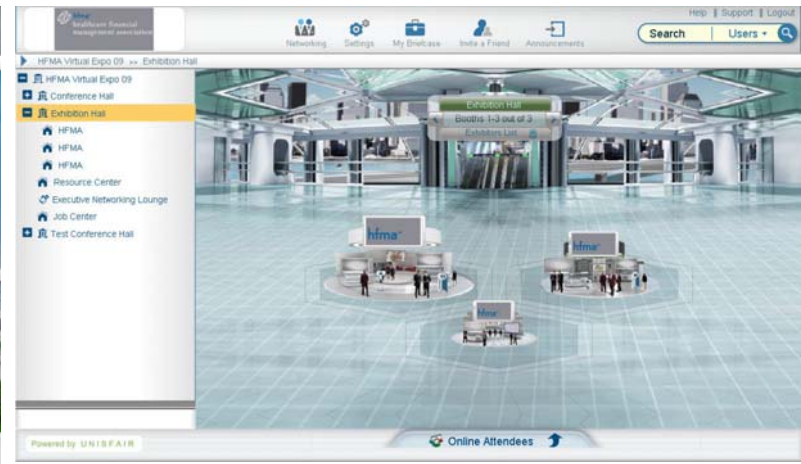 hfma
healthcare financial
management association
Networking
Settings
My Briefcase
Invite a Friend
Announcements
Help | Support | Logout
Search
Users
HFMA Virtual Expo 09 >> Exhibition Hall
HFMA Virtual Expo 09
Conference Hall
Exhibition Hall
HFMA
HFMA
HFMA
Resource Center
Executive Networking Lounge
Job Center
Test Conference Hall
Exhibition Hall
Booths 1-3 out of 3
Exhibitors List
hfma
hfma
hfma
Powered by UNISFAIR
Online Attendees